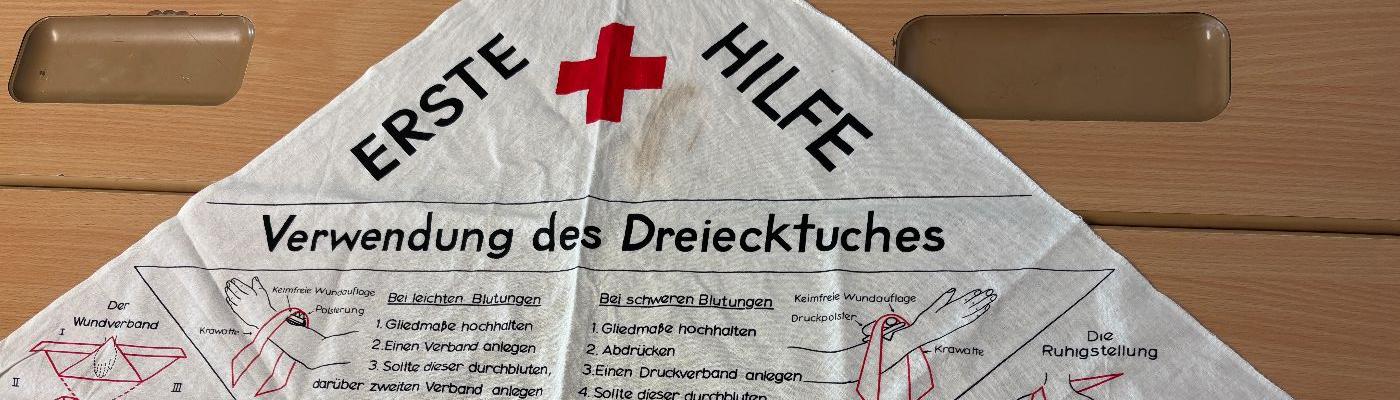 ERSTE HILFE
Verwendung des Dreiecktuches
Der
Wundverband
I
II
III
Keimfreie Wundauflage
Polsterung
Krawatte
Bei leichten Blutungen
1. Gliedmaße hochhalten
2. Einen Verband anlegen
3. Sollte dieser durchbluten,
darüber zweiten Verband anlegen
Bei schweren Blutungen
1. Gliedmaße hochhalten
2. Abdrücken
3. Einen Druckverband anlegen
4. Sollte dieser durchbluten
Keimfreie Wundauflage
Druckpolster
Krawatte
Die
Ruhigstellung